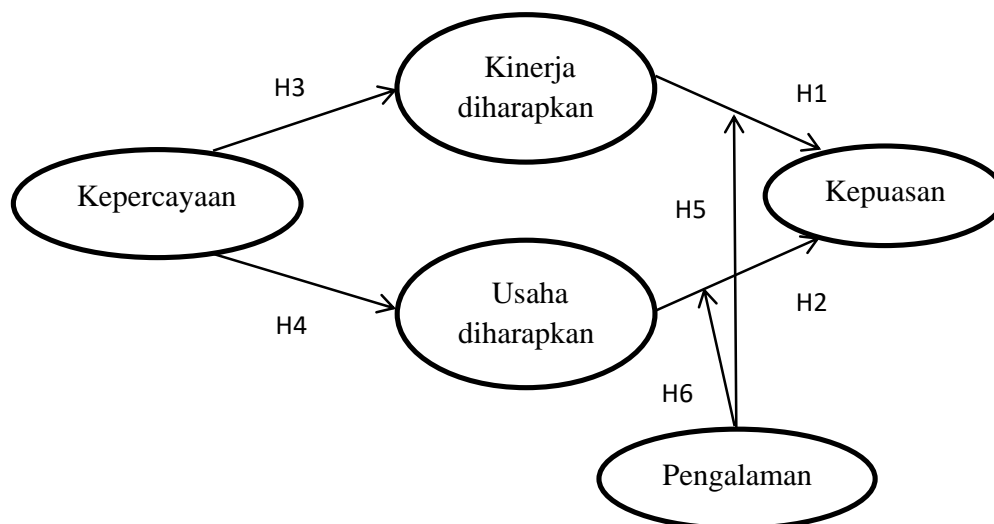 Kinerja
diharapkan
H3
H1
Kepercayaan
Kepuasan
H5
Usaha
diharapkan
H4
H2
H6
Pengalaman